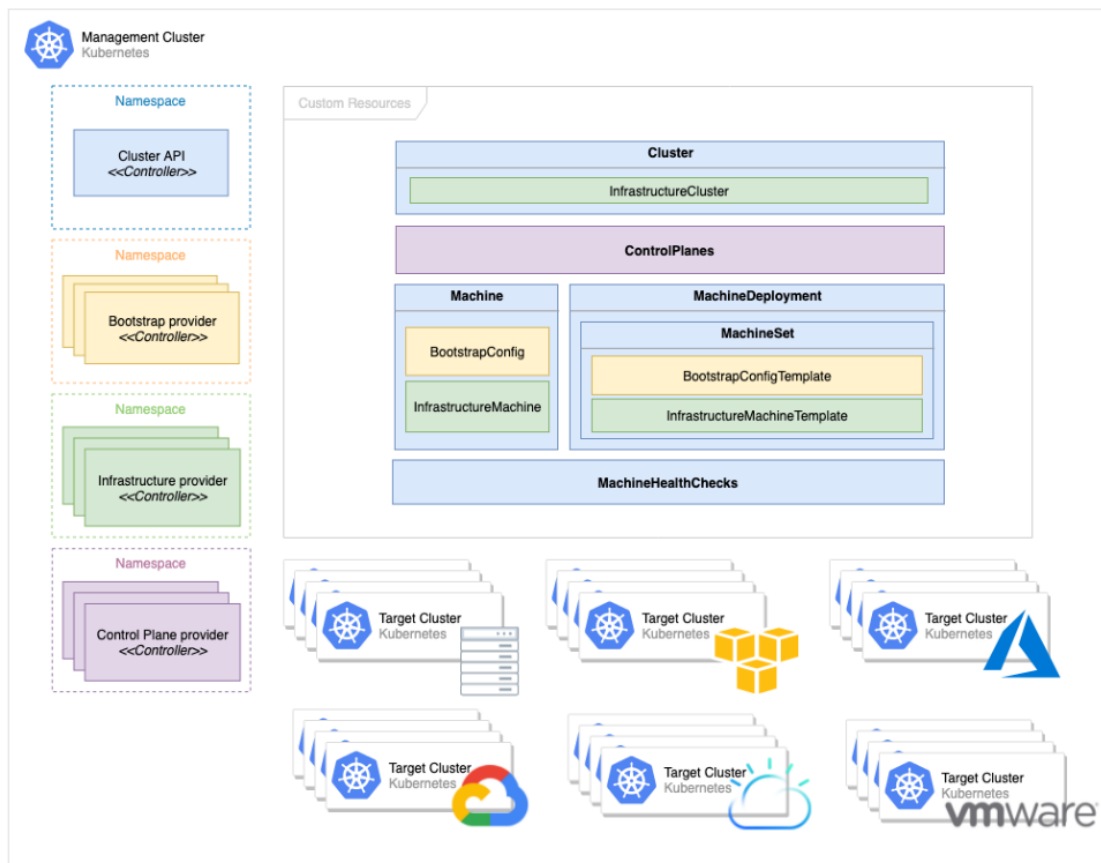 Management Cluster
Kubernetes
Namespace
Cluster API
<<Controller>>
Namespace
Bootstrap provider
<<Controller>>
Namespace
Infrastructure provider
<<Controller>>
Namespace
Control Plane provider
<<Controller>>
Custom Resources
Cluster
InfrastructureCluster
ControlPlanes
Machine
BootstrapConfig
InfrastructureMachine
MachineDeployment
MachineSet
BootstrapConfigTemplate
InfrastructureMachineTemplate
MachineHealthChecks
Target Cluster
Kubernetes
Target Cluster
Kubernetes
Target Cluster
Kubernetes
Target Cluster
Kubernetes
Target Cluster
Kubernetes
Target Cluster
Kubernetes
vmware